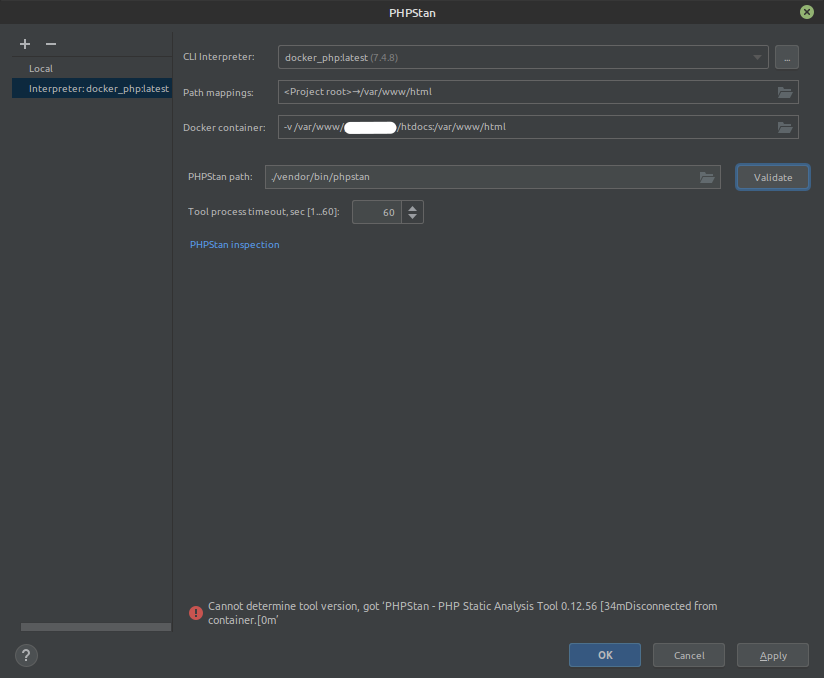 PHPStan
+ −
Local
Interpreter: docker_php:latest
CLI Interpreter: docker_php:latest (7.4.8) ...
Path mappings: <Project root>→/var/www/html
Docker container: -v /var/www/ /htdocs:/var/www/html
PHPStan path: ./vendor/bin/phpstan Validate
Tool process timeout, sec [1...60]: 60
PHPStan inspection
Cannot determine tool version, got 'PHPStan - PHP Static Analysis Tool 0.12.56 [34mDisconnected from
container.[0m'
? OK Cancel Apply